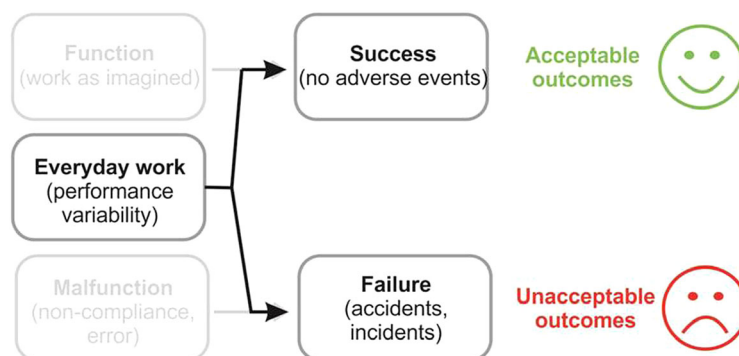 Function
(work as imagined)
Success
(no adverse events)
Acceptable
outcomes
Everyday work
(performance
variability)
Malfunction
(non-compliance,
error)
Failure
(accidents,
incidents)
Unacceptable
outcomes